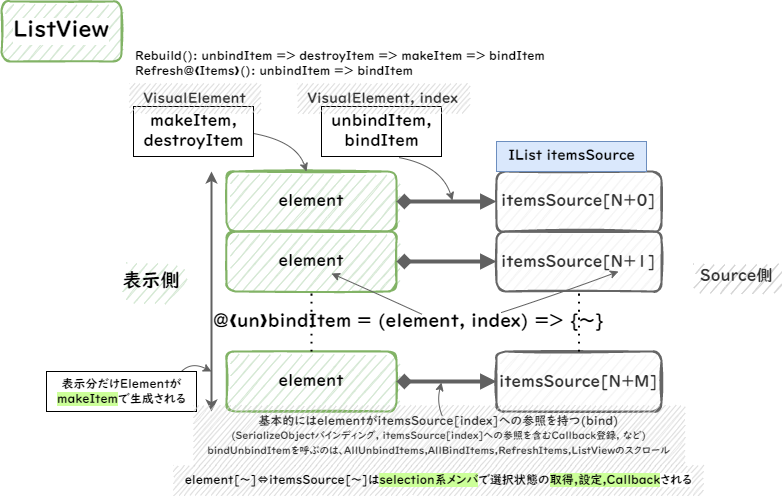 ListView
Rebuild(): unbindItem => destroyItem => makeItem => bindItem
Refresh@❰Items❱(): unbindItem => bindItem
VisualElement
VisualElement, index
makeItem,
destroyItem
unbindItem,
bindItem
IList itemsSource
element
itemsSource[N+0]
element
itemsSource[N+1]
表示側
Source側
@❰un❱bindItem = (element, index) => {~}
element
itemsSource[N+M]
表示分だけElementが
makeItemで生成される
基本的にはelementがitemsSource[index]への参照を持つ(bind)
(SerializeObjectバインディング, itemsSource[index]への参照を含むCallback登録, など)
bindUnbindItemを呼ぶのは, AllUnbindItems,AllBindItems,RefreshItems,ListViewのスクロール
element[~]⇔itemsSource[~]はselection系メンバで選択状態の取得,設定,Callbackされる